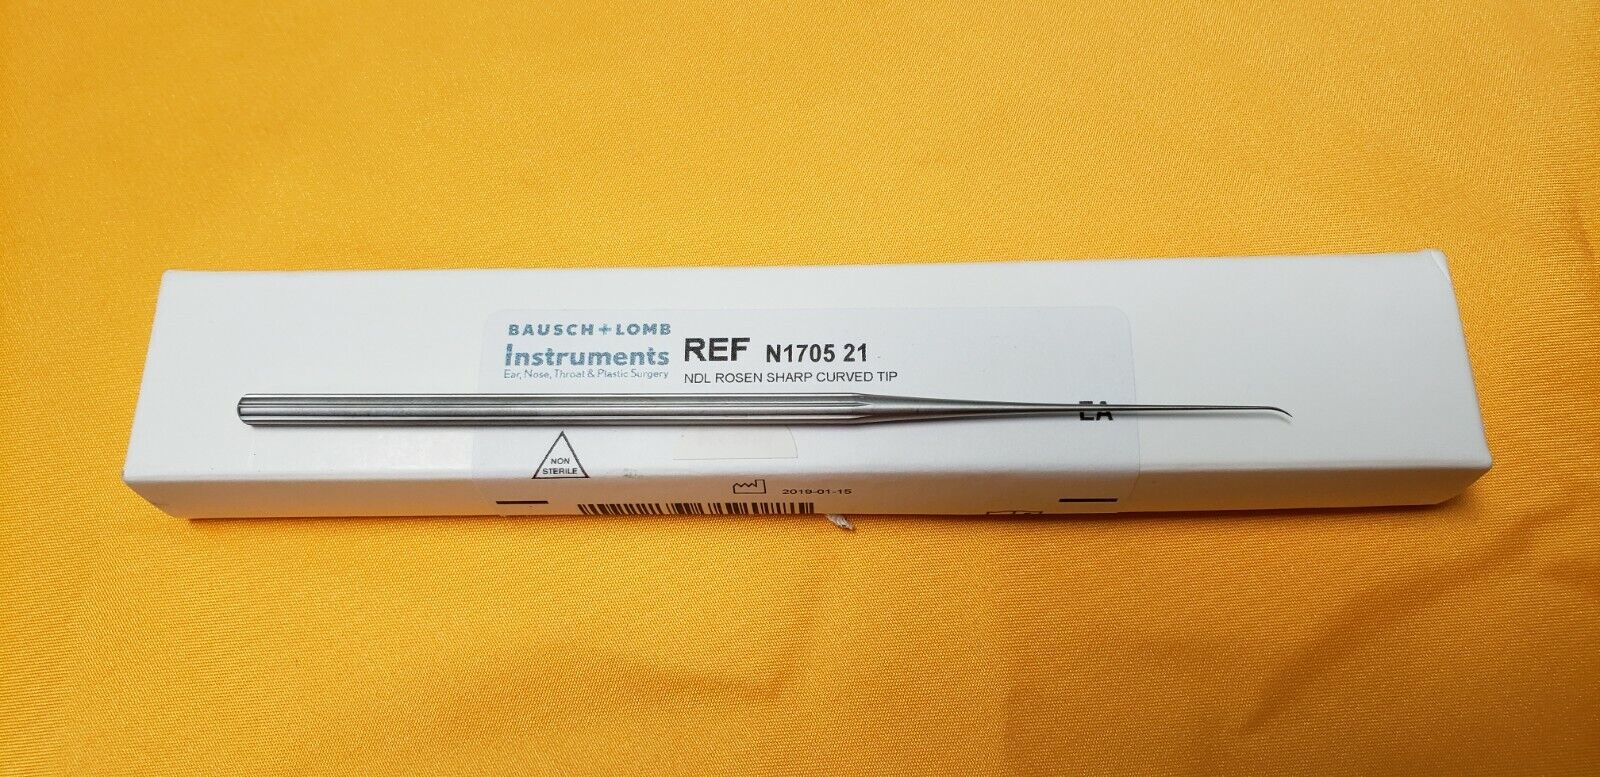 BAUSCH + LOMB
Instruments
Ear, Nose, Throat & Plastic Surgery
REF N1705 21
NDL ROSEN SHARP CURVED TIP
EA
NON
STERILE
2019-01-15